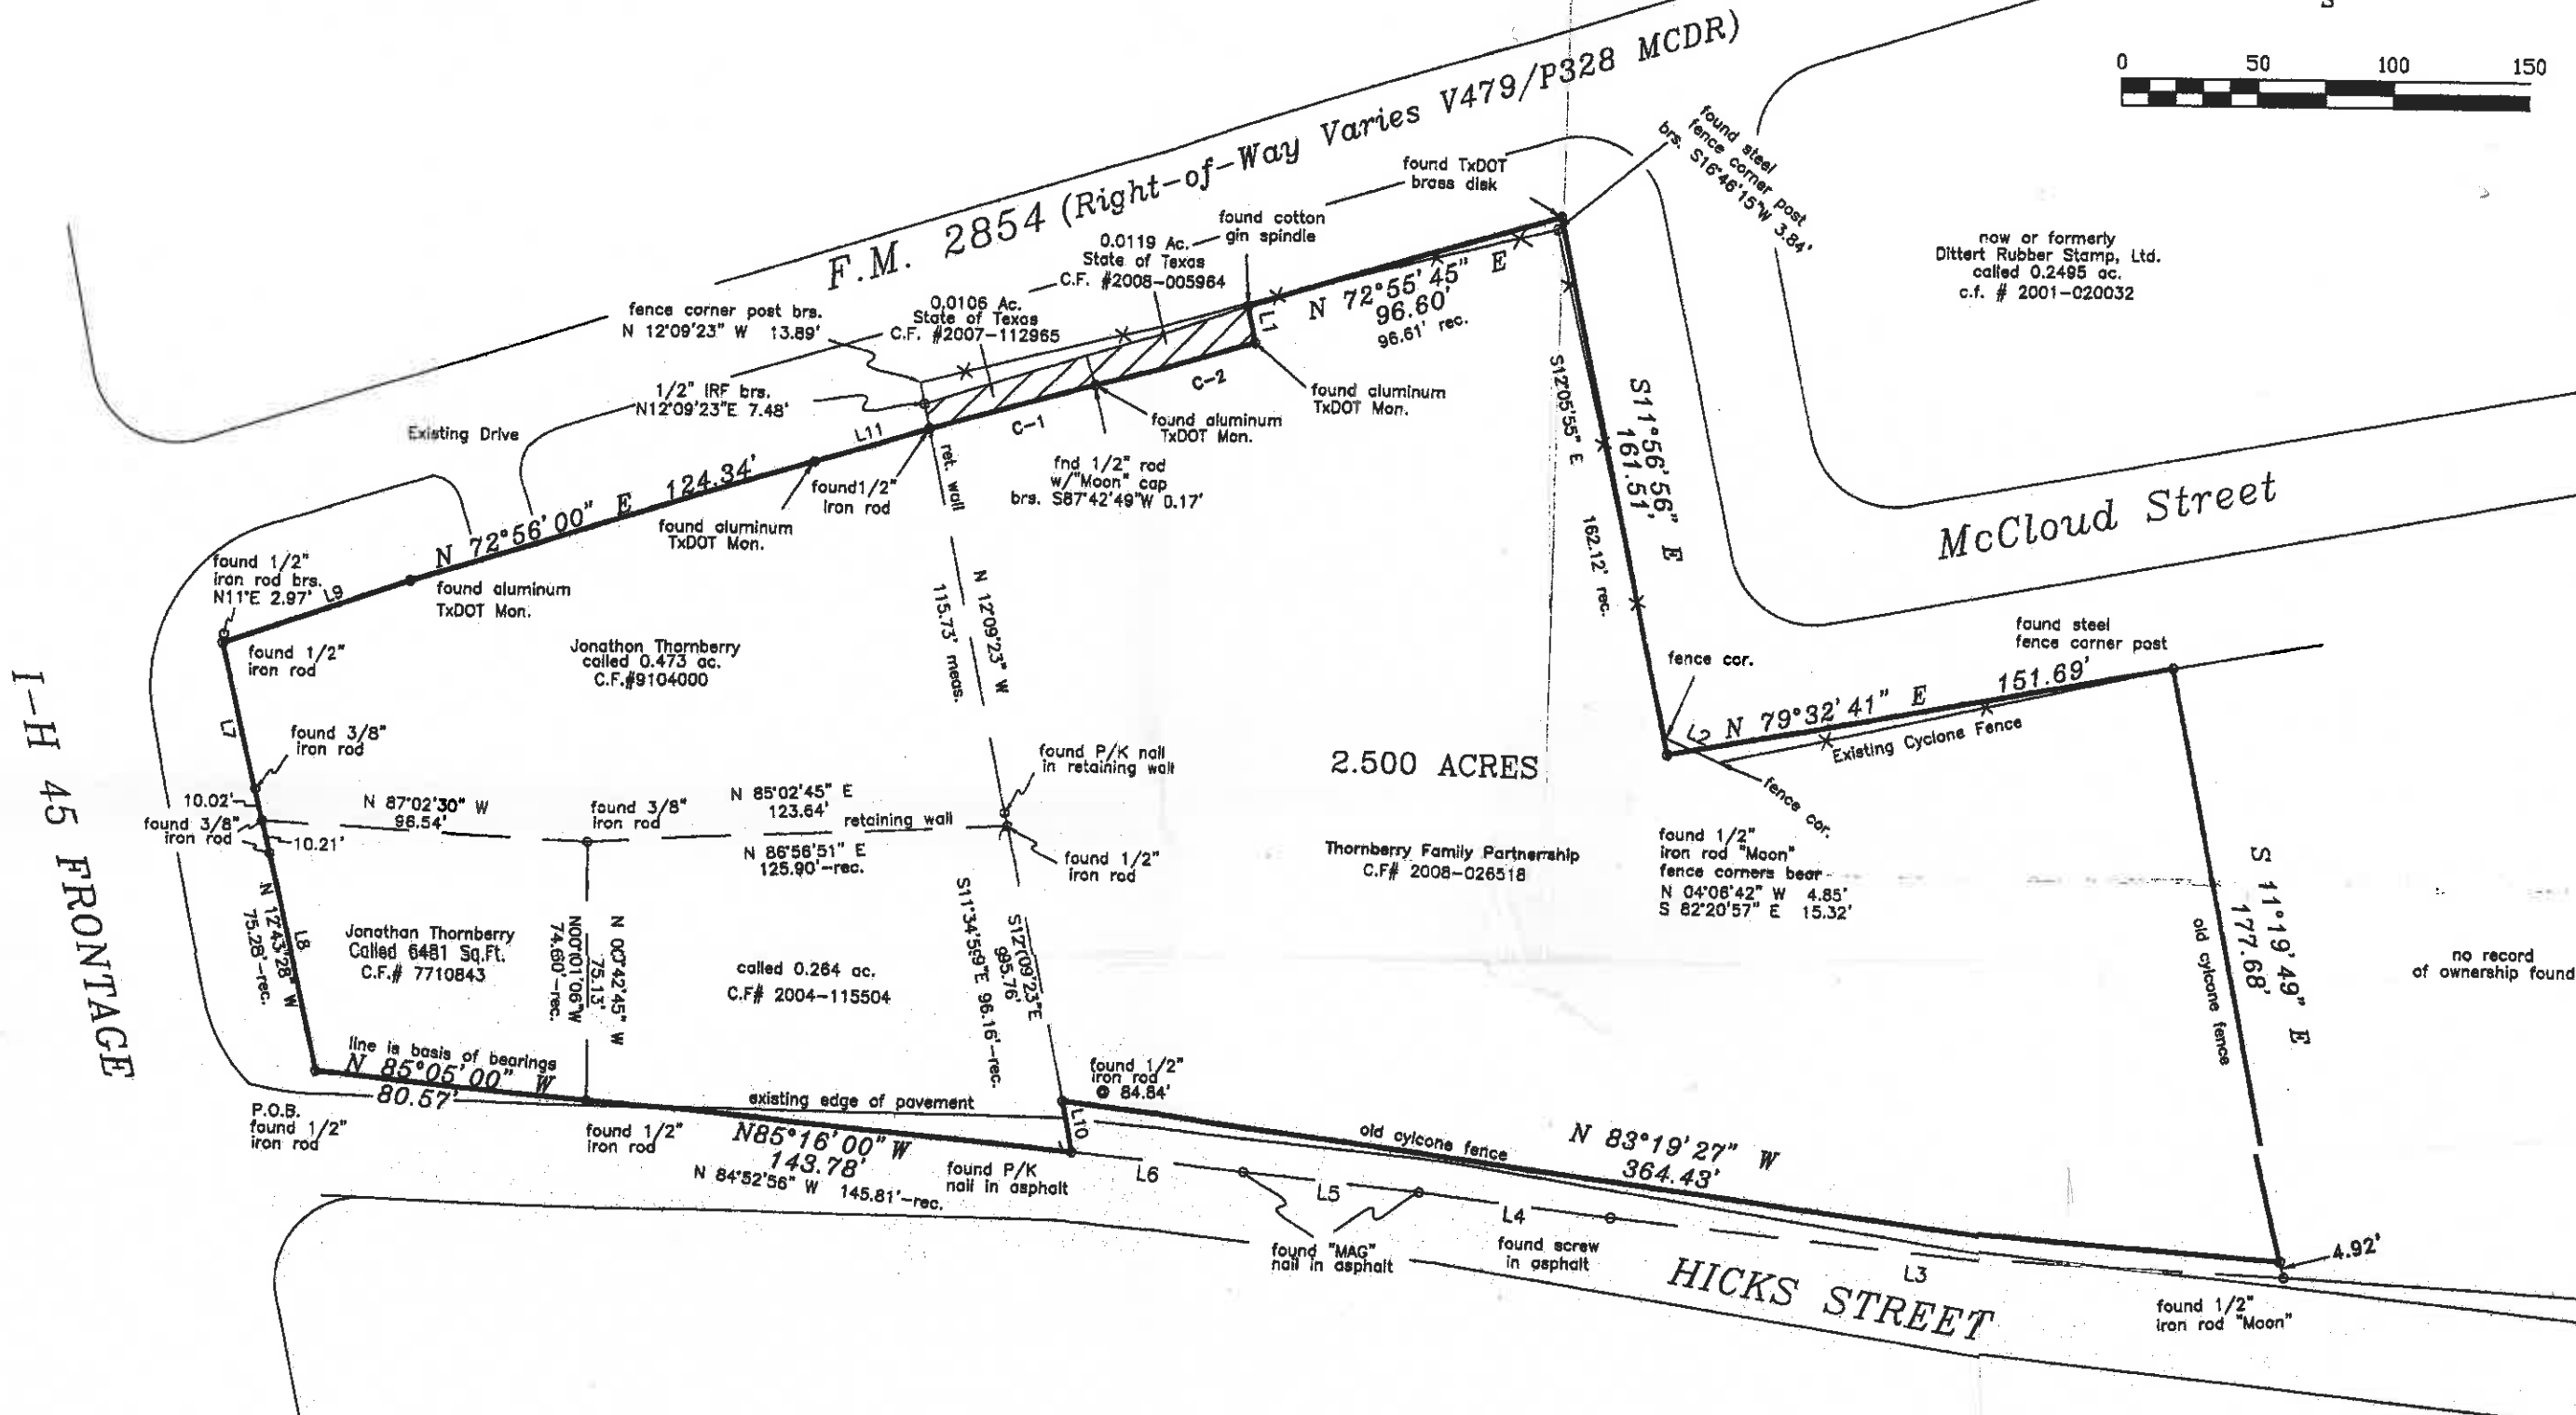 0 50 100 150
F.M. 2854 (Right-of-Way Varies V479/P328 MCDR)
found TxDOT
brass disk
found steel
fence corner post
brs. S16°46'15"W 3.84'
now or formerly
Dittert Rubber Stamp, Ltd.
called 0.2495 ac.
c.f. # 2001-020032
found cotton
gin spindle
0.0119 Ac.
State of Texas
C.F. #2008-005964
0.0106 Ac.
State of Texas
C.F. #2007-112965
fence corner post brs.
N 12°09'23" W 13.89'
1/2" IRF brs.
N12°09'23"E 7.48'
L1
N 72°55'45" E
96.60'
96.61' rec.
found aluminum
TxDOT Mon.
C-2
C-1
L11
found aluminum
TxDOT Mon.
fnd 1/2" rod
w/"Moon" cap
brs. S87°42'49"W 0.17'
Existing Drive
N 72°56'00" E 124.34'
found1/2"
iron rod
found aluminum
TxDOT Mon.
ret. wall
found 1/2"
iron rod brs.
N11°E 2.97'
L9
found aluminum
TxDOT Mon.
found 1/2"
iron rod
Jonathon Thornberry
called 0.473 ac.
C.F.#9104000
N 12°09'23" W
115.73' meas.
S12°05'55" E
162.12' rec.
S11°56'56" E
161.51'
McCloud Street
I-H 45 FRONTAGE
L7
found 3/8"
iron rod
10.02'
found 3/8"
iron rod
10.21'
N 87°02'30" W
96.54'
found 3/8"
iron rod
N 85°02'45" E
123.64'
retaining wall
N 86°56'51" E
125.90'-rec.
found P/K nail
in retaining wall
found 1/2"
iron rod
2.500 ACRES
Thornberry Family Partnership
C.F# 2008-026518
fence cor.
L2 N 79°32'41" E 151.69'
found steel
fence corner post
Existing Cyclone Fence
fence cor.
found 1/2"
iron rod "Moon"
fence corners bear
N 04°06'42" W 4.85'
S 82°20'57" E 15.32'
S 11°19'49" E
177.68'
old cylcone fence
no record
of ownership found
L8
N 12°43'28" W
75.28'-rec.
Jonathan Thornberry
Called 6481 Sq.Ft.
C.F.# 7710843
N 00°42'45" W
75.13'
N00°01'06"W
74.60'-rec.
called 0.264 ac.
C.F# 2004-115504
S11°34'59"E 96.16'-rec.
S12°09'23"E
line is basis of bearings
N 85°05'00" W
80.57'
P.O.B.
found 1/2"
iron rod
found 1/2"
iron rod
existing edge of pavement
N85°16'00" W
143.78'
N 84°52'56" W 145.81'-rec.
found P/K
nail in asphalt
found 1/2"
iron rod
@ 84.84'
L10
old cylcone fence
N 83°19'27" W
364.43'
L6
L5
L4
L3
found "MAG"
nail in asphalt
found screw
in asphalt
HICKS STREET
4.92'
found 1/2"
iron rod "Moon"